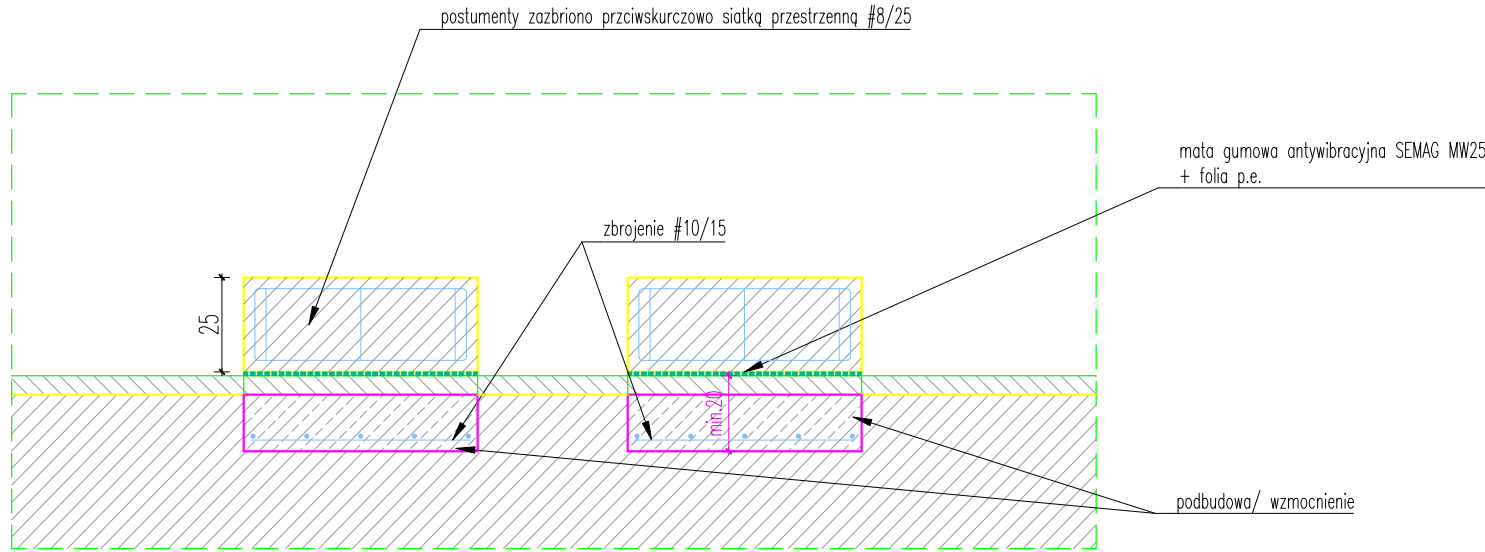 postumenty zazbriono przciwskurczowo siatką przestrzenną #8/25
mata gumowa antywibracyjna SEMAG MW25
+ folia p.e.
zbrojenie #10/15
25
min.20
podbudowa/ wzmocnienie